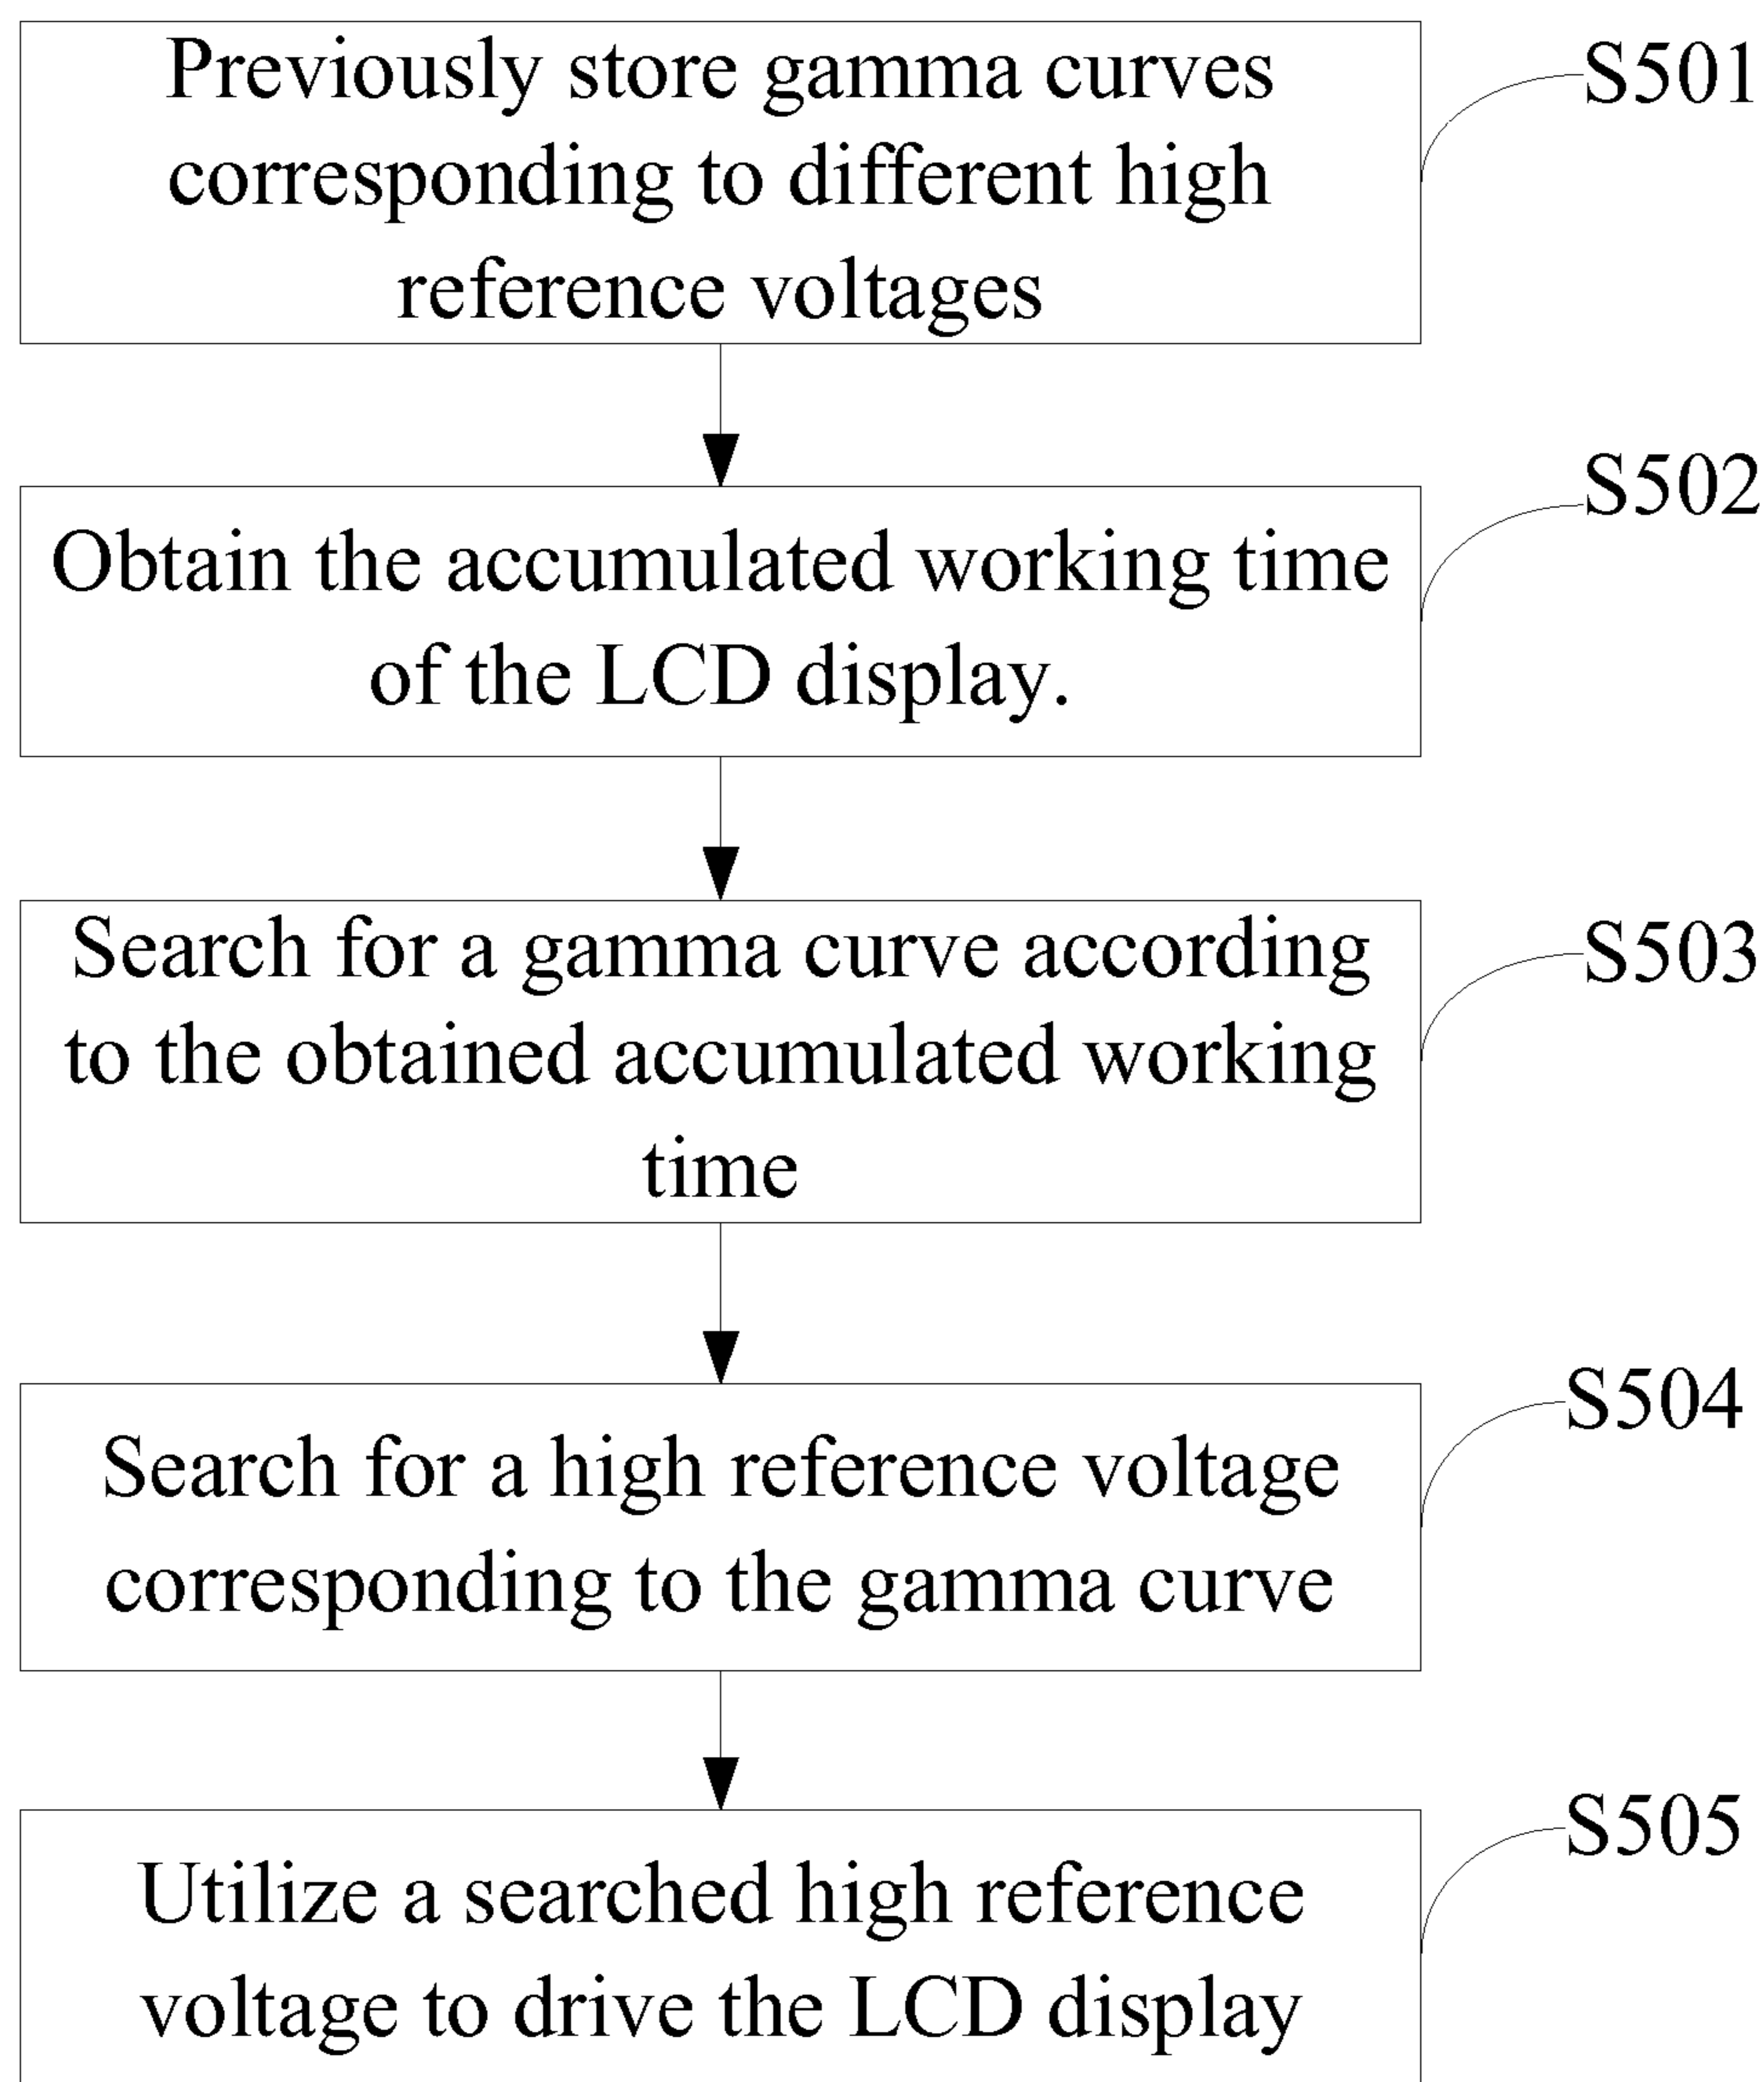 Previously store gamma curves
corresponding to different high
reference voltages
S501
Obtain the accumulated working time
of the LCD display.
S502
Search for a gamma curve according
to the obtained accumulated working
time
S503
Search for a high reference voltage
corresponding to the gamma curve
S504
Utilize a searched high reference
voltage to drive the LCD display
S505